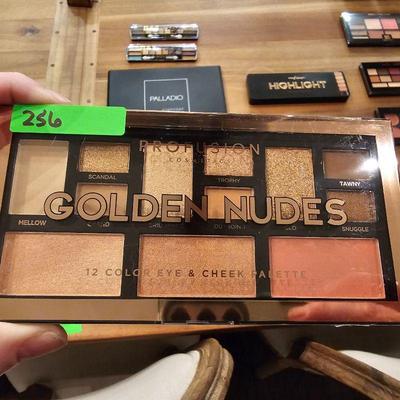 256
PALLADIO
HIGHLIGHT
PROFUSION
COSMETICS
SCANDAL
TROPHY
TAWNY
GOLDEN NUDES
MELLOW
SNUGGLE
12 COLOR EYE & CHEEK PALETTE